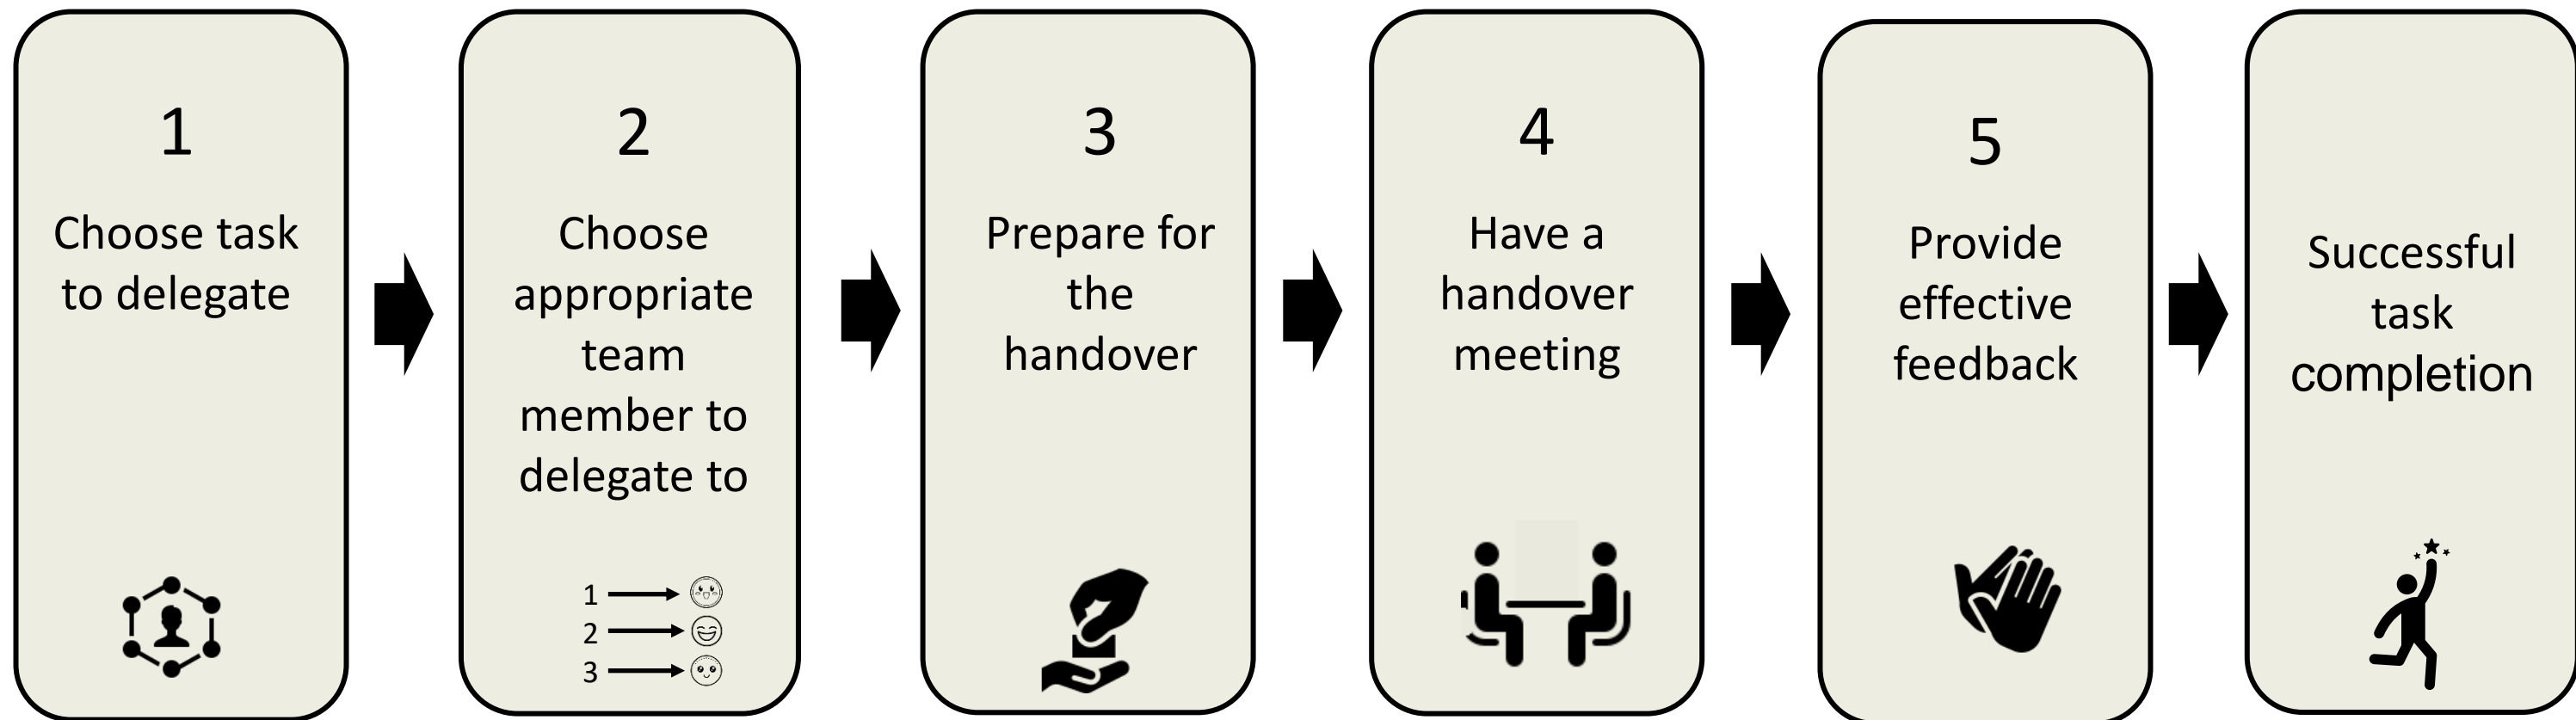 1
Choose task
to delegate
2
Choose
appropriate
team
member to
delegate to
1
2
3
3
Prepare for
the
handover
4
Have a
handover
meeting
5
Provide
effective
feedback
Successful
task
completion